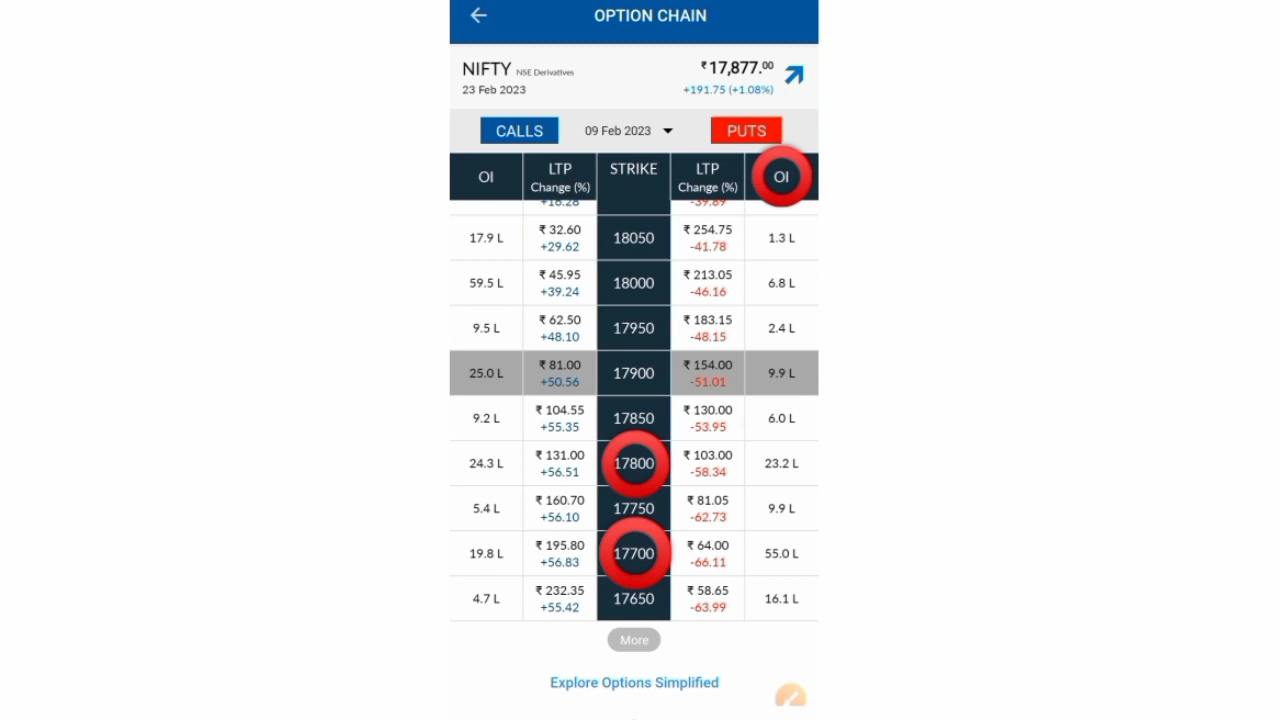 OPTION CHAIN
NIFTY NSE Derivatives ₹17,877.00
23 Feb 2023 +191.75 (+1.08%)
CALLS 09 Feb 2023 PUTS
OI LTP Change (%) STRIKE LTP Change (%) OI
+16.28 -39.89
17.9 L ₹ 32.60 +29.62 18050 ₹ 254.75 -41.78 1.3 L
59.5 L ₹ 45.95 +39.24 18000 ₹ 213.05 -46.16 6.8 L
9.5 L ₹ 62.50 +48.10 17950 ₹ 183.15 -48.15 2.4 L
25.0 L ₹ 81.00 +50.56 17900 ₹ 154.00 -51.01 9.9 L
9.2 L ₹ 104.55 +55.35 17850 ₹ 130.00 -53.95 6.0 L
24.3 L ₹ 131.00 +56.51 17800 ₹ 103.00 -58.34 23.2 L
5.4 L ₹ 160.70 +56.10 17750 ₹ 81.05 -62.73 9.9 L
19.8 L ₹ 195.80 +56.83 17700 ₹ 64.00 -66.11 55.0 L
4.7 L ₹ 232.35 +55.42 17650 ₹ 58.65 -63.99 16.1 L
More
Explore Options Simplified